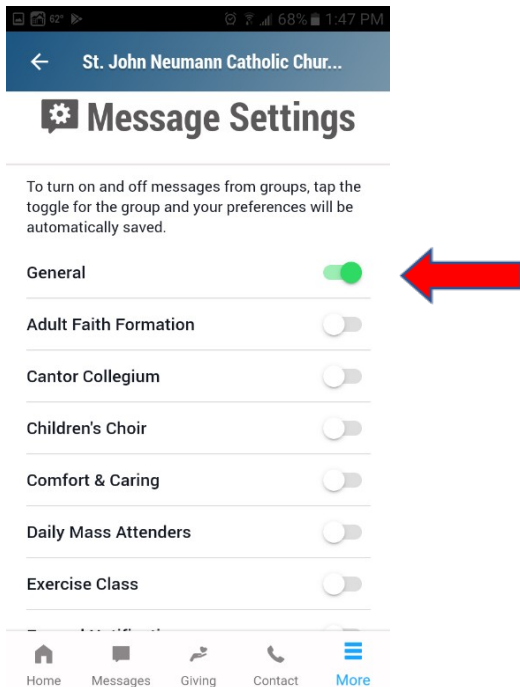 62° 68% 1:47 PM
St. John Neumann Catholic Chur...
Message Settings
To turn on and off messages from groups, tap the
toggle for the group and your preferences will be
automatically saved.
General
Adult Faith Formation
Cantor Collegium
Children's Choir
Comfort & Caring
Daily Mass Attenders
Exercise Class
Home Messages Giving Contact More